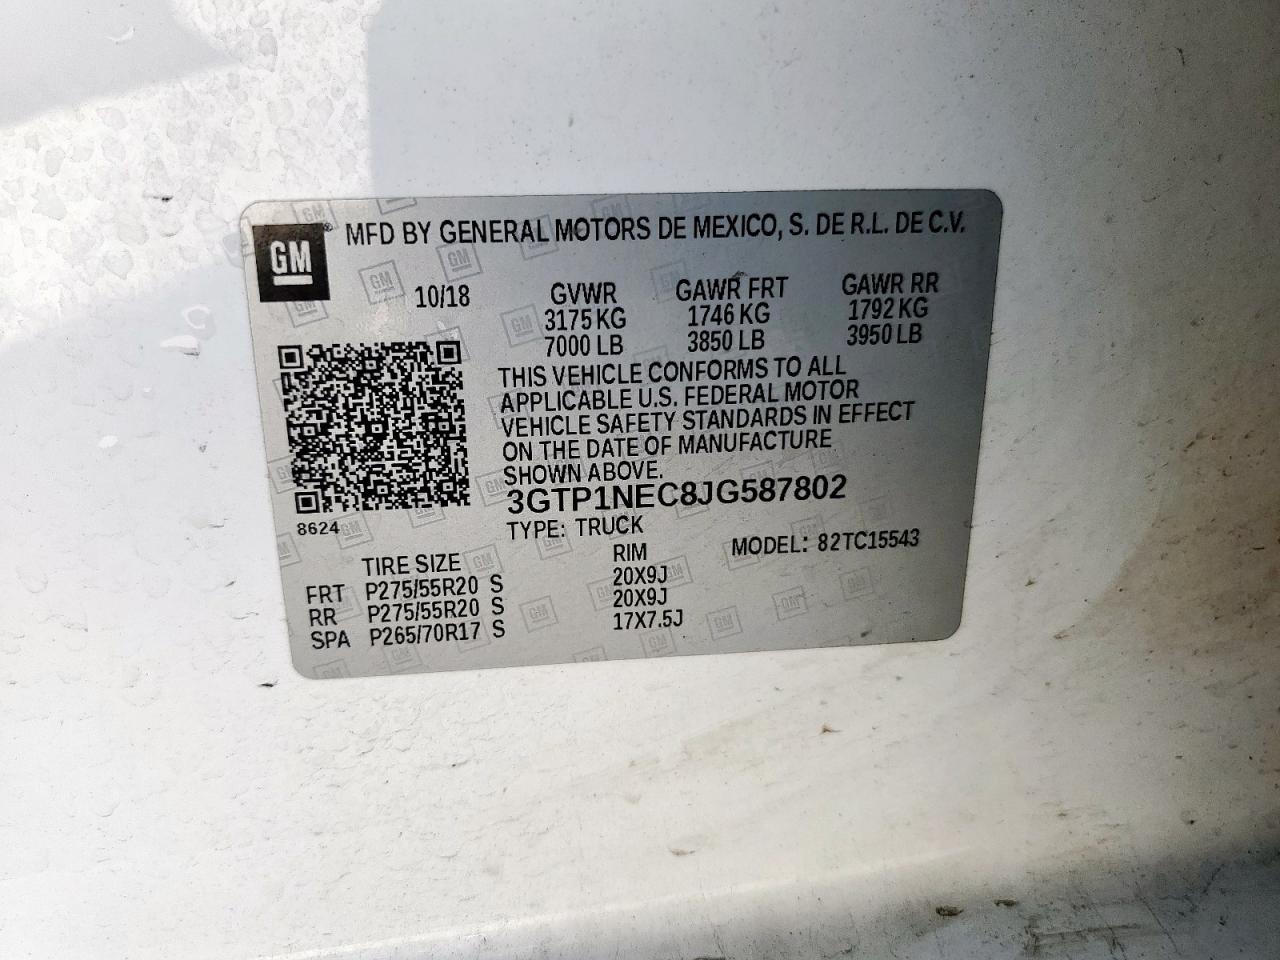 GM ® MFD BY GENERAL MOTORS DE MEXICO, S. DE R.L. DE C.V.
10/18 GVWR GAWR FRT GAWR RR
3175 KG 1746 KG 1792 KG
7000 LB 3850 LB 3950 LB
THIS VEHICLE CONFORMS TO ALL
APPLICABLE U.S. FEDERAL MOTOR
VEHICLE SAFETY STANDARDS IN EFFECT
ON THE DATE OF MANUFACTURE
SHOWN ABOVE.
3GTP1NEC8JG587802
8624 TYPE: TRUCK MODEL: 82TC15543
TIRE SIZE RIM
FRT P275/55R20 S 20X9J
RR P275/55R20 S 20X9J
SPA P265/70R17 S 17X7.5J